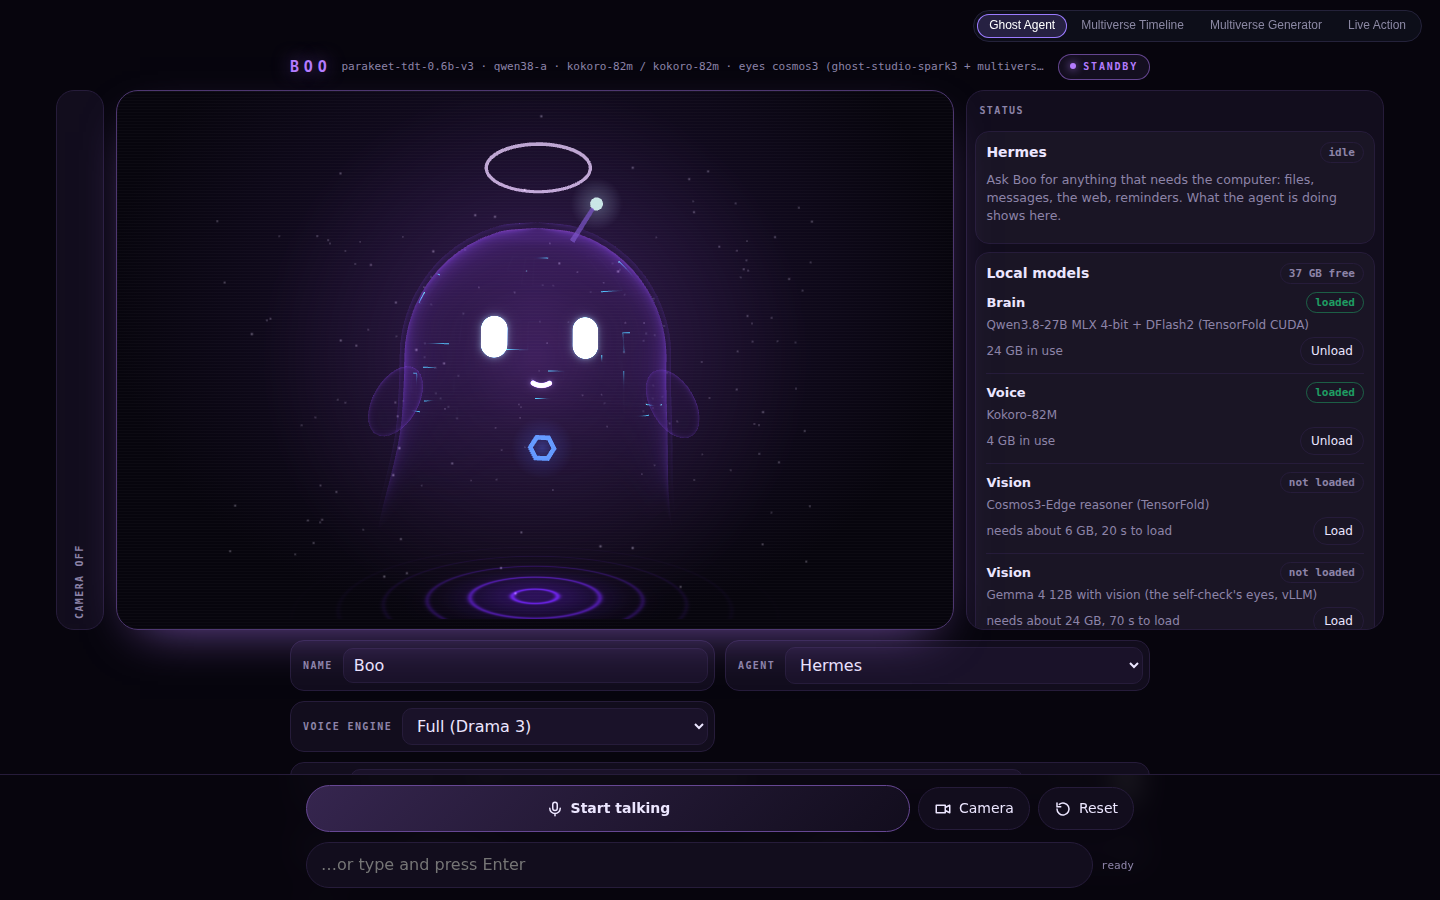 Ghost Agent
Multiverse Timeline
Multiverse Generator
Live Action
BOO
parakeet-tdt-0.6b-v3 · qwen38-a · kokoro-82m / kokoro-82m · eyes cosmos3 (ghost-studio-spark3 + multivers…
STANDBY
CAMERA OFF
STATUS
Hermes
idle
Ask Boo for anything that needs the computer: files,
messages, the web, reminders. What the agent is doing
shows here.
Local models
37 GB free
Brain
loaded
Qwen3.8-27B MLX 4-bit + DFlash2 (TensorFold CUDA)
24 GB in use
Unload
Voice
loaded
Kokoro-82M
4 GB in use
Unload
Vision
not loaded
Cosmos3-Edge reasoner (TensorFold)
needs about 6 GB, 20 s to load
Load
Vision
not loaded
Gemma 4 12B with vision (the self-check's eyes, vLLM)
needs about 24 GB, 70 s to load
Load
NAME
Boo
AGENT
Hermes
VOICE ENGINE
Full (Drama 3)
Start talking
Camera
Reset
...or type and press Enter
ready